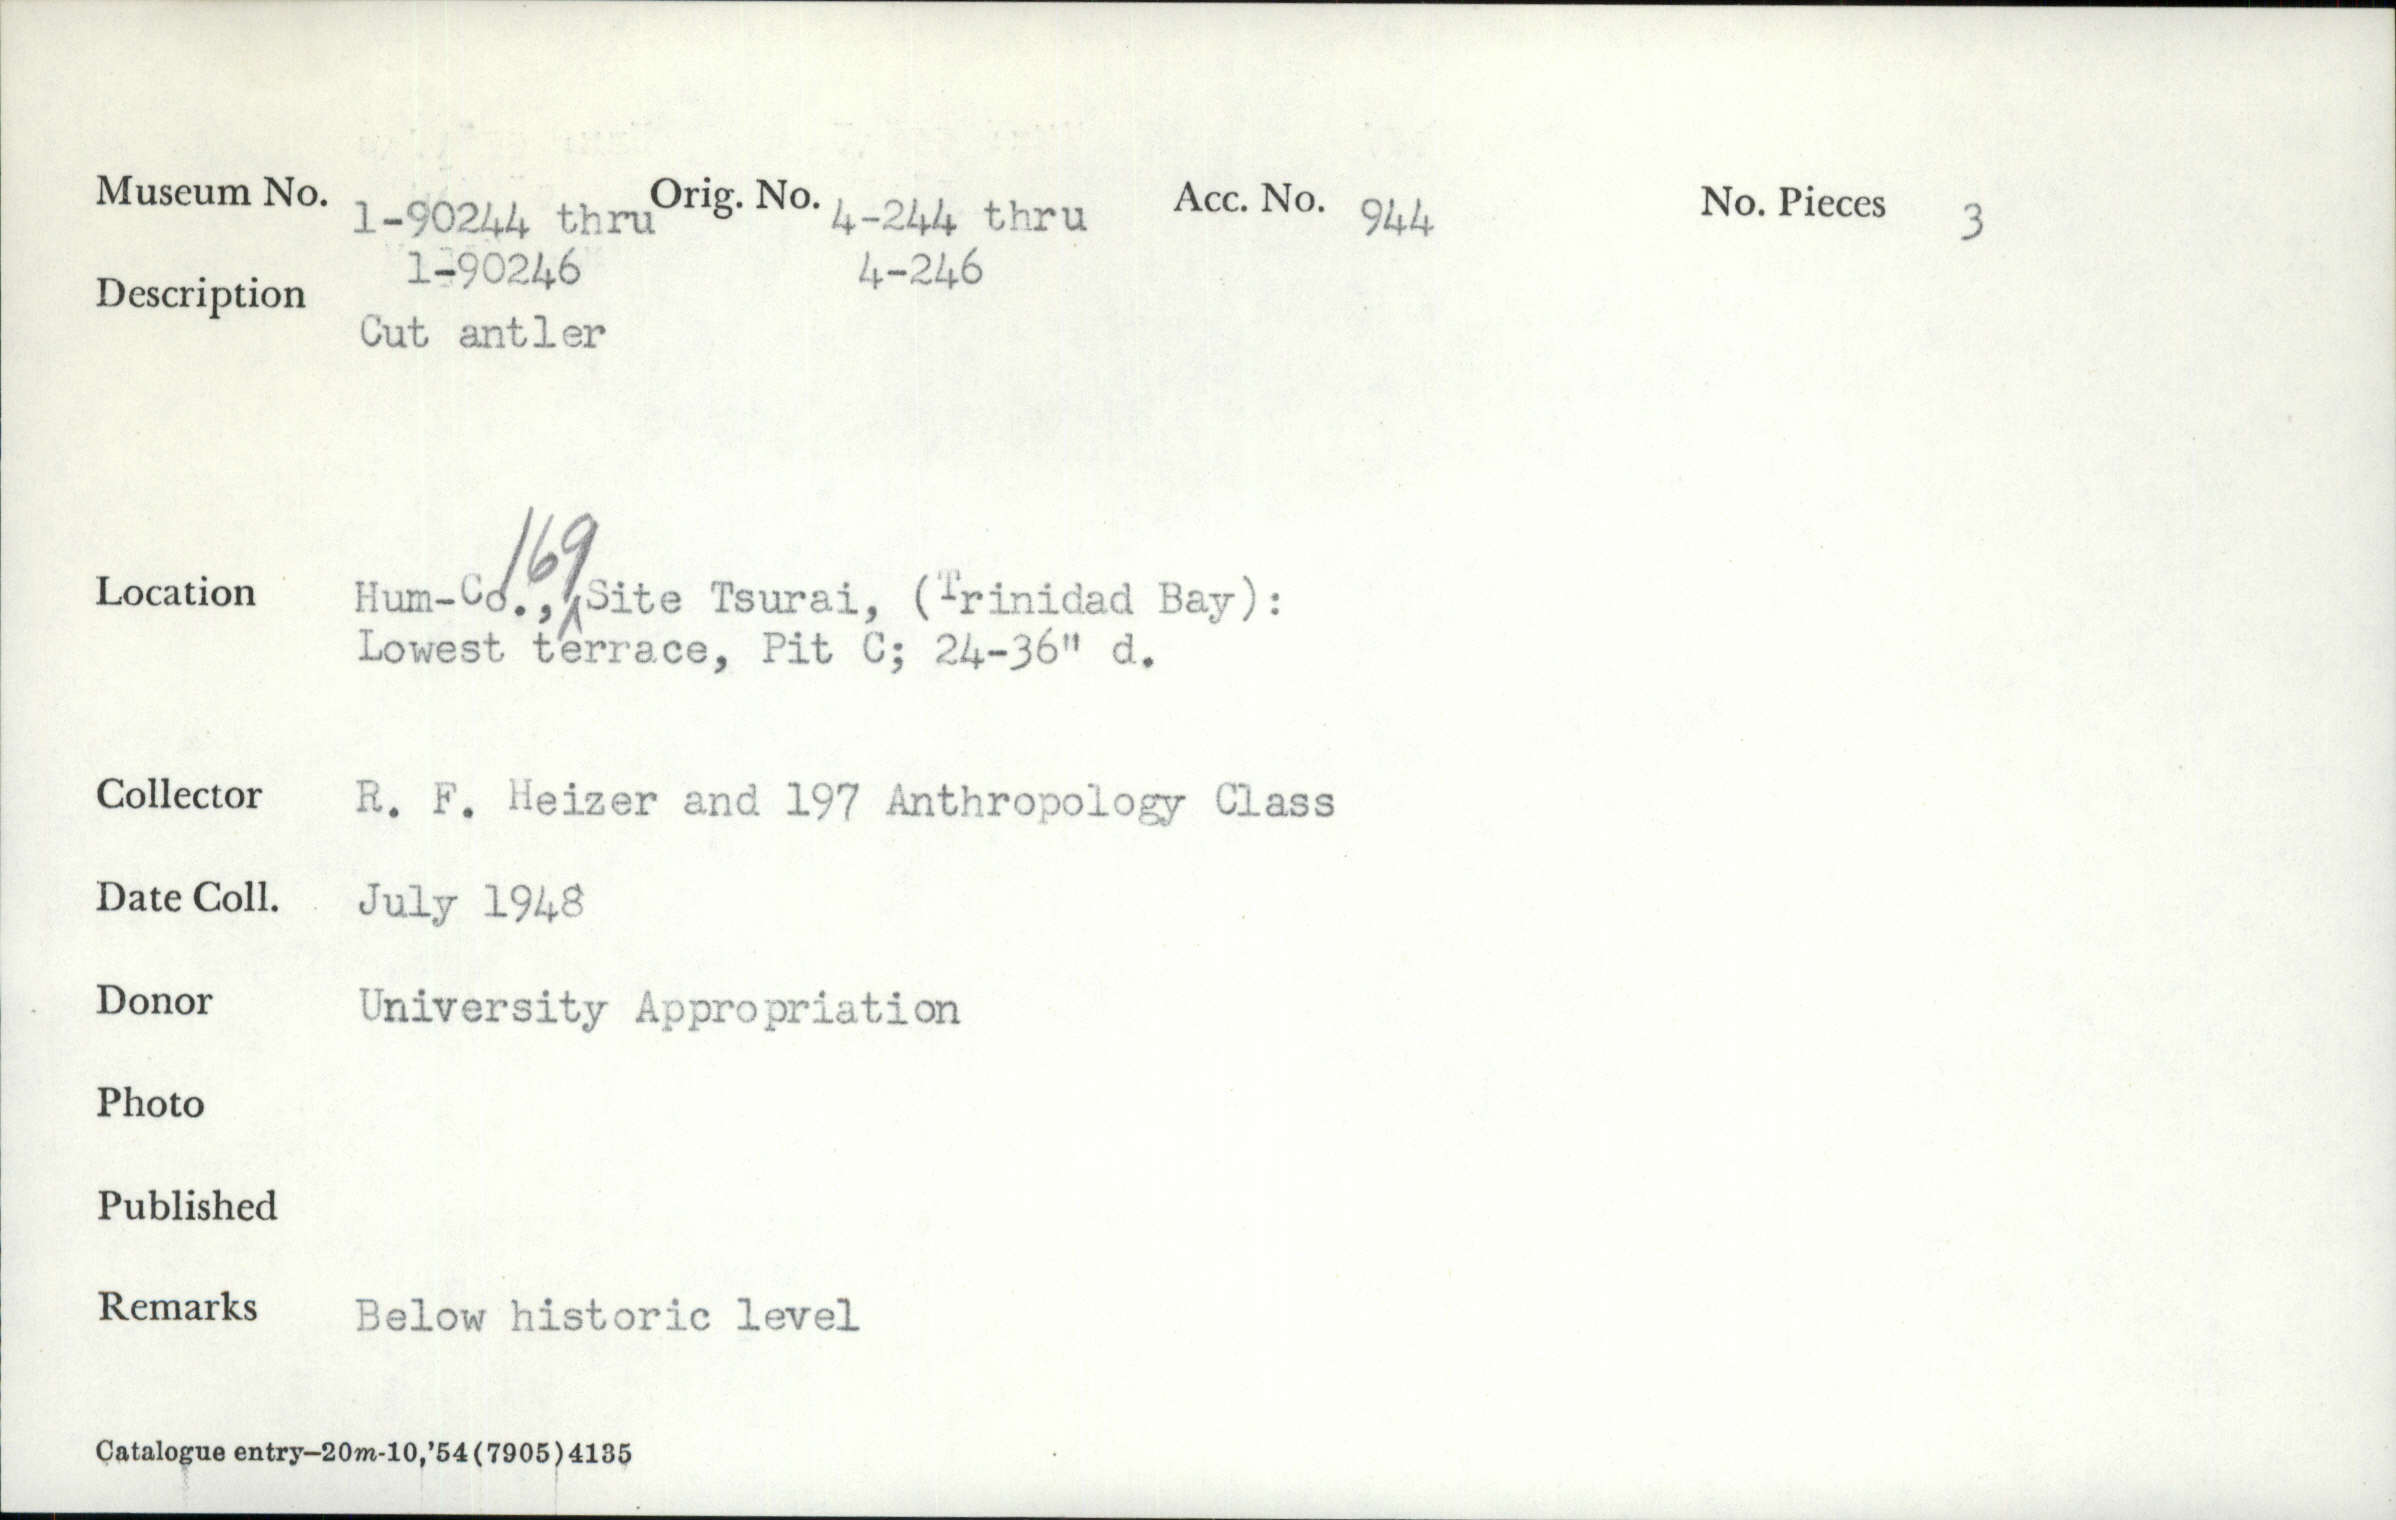 Museum No. 1-90244 thru Orig. No. 4-244 thru Acc. No. 944 No. Pieces 3
1-90246 4-246
Description
Cut antler
169
Location Hum-Co., ^ Site Tsurai, (Trinidad Bay):
Lowest terrace, Pit C; 24-36" d.
Collector R. F. Heizer and 197 Anthropology Class
Date Coll. July 1948
Donor University Appropriation
Photo
Published
Remarks Below historic level
Catalogue entry—20m-10,'54(7905)4135